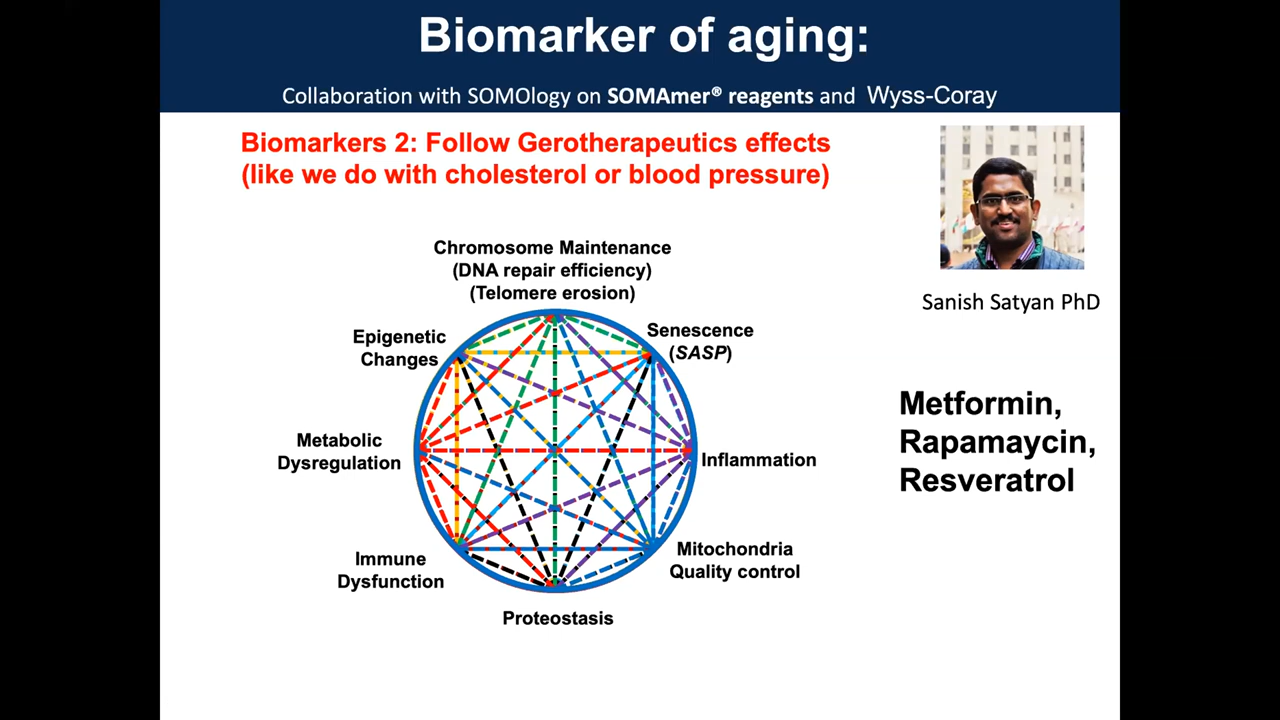 Biomarker of aging:
Collaboration with SOMOlogy on SOMAmer® reagents and Wyss-Coray
Biomarkers 2: Follow Gerotherapeutics effects
(like we do with cholesterol or blood pressure)
Chromosome Maintenance
(DNA repair efficiency)
(Telomere erosion)
Epigenetic
Changes
Senescence
(SASP)
Metabolic
Dysregulation
Inflammation
Immune
Dysfunction
Mitochondria
Quality control
Proteostasis
Sanish Satyan PhD
Metformin,
Rapamaycin,
Resveratrol